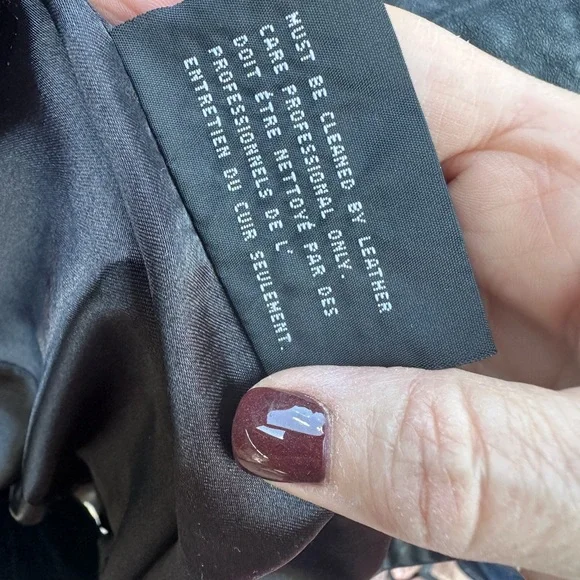 MUST BE CLEANED BY LEATHER
CARE PROFESSIONAL ONLY.
DOIT ÊTRE NETTOYÉ PAR DES
PROFESSIONNELS DE L'
ENTRETIEN DU CUIR SEULEMENT.